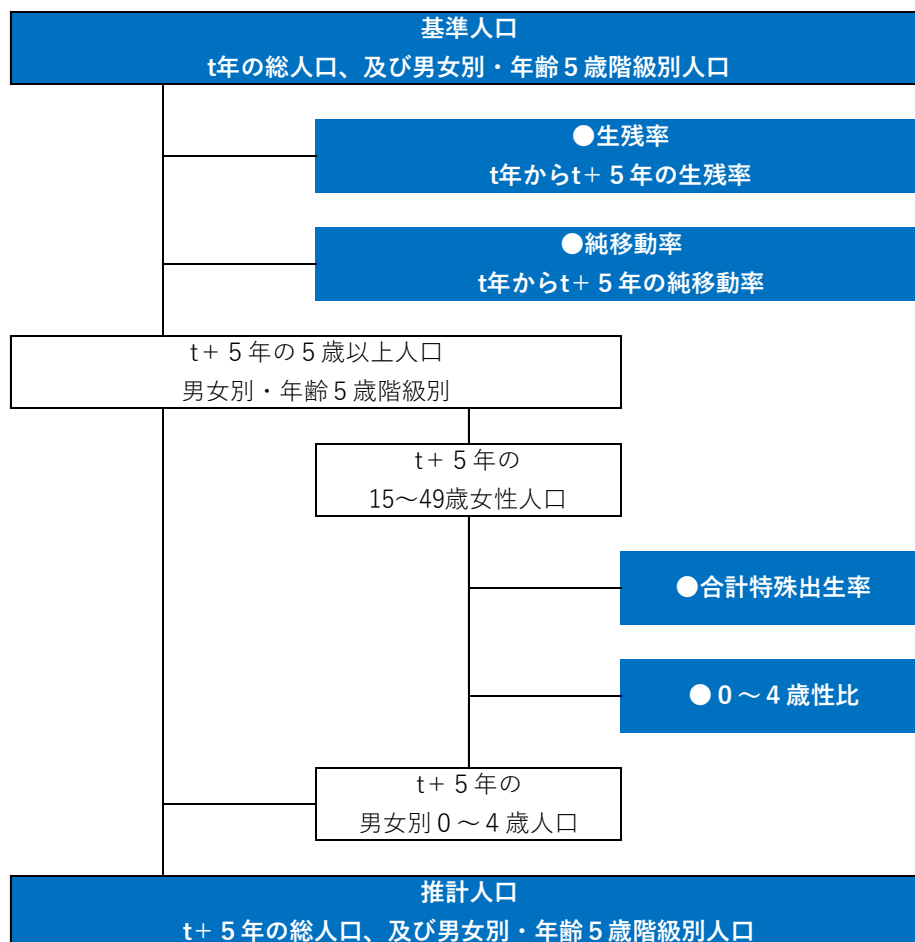 基準人口
t年の総人口、及び男女別・年齢５歳階級別人口
●生残率
t年からt＋５年の生残率
●純移動率
t年からt＋５年の純移動率
t＋５年の５歳以上人口
男女別・年齢５歳階級別
t＋５年の
15～49歳女性人口
●合計特殊出生率
●０～４歳性比
t＋５年の
男女別０～４歳人口
推計人口
t＋５年の総人口、及び男女別・年齢５歳階級別人口